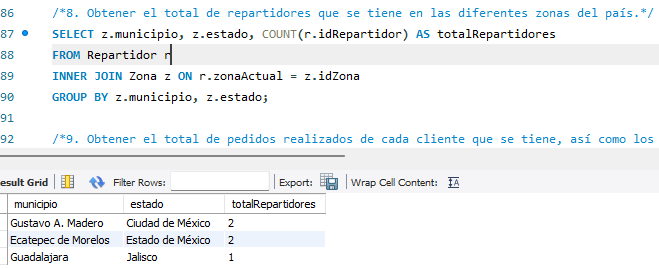 86 /*8. Obtener el total de repartidores que se tiene en las diferentes zonas del país.*/
87 SELECT z.municipio, z.estado, COUNT(r.idRepartidor) AS totalRepartidores
88 FROM Repartidor r
89 INNER JOIN Zona z ON r.zonaActual = z.idZona
90 GROUP BY z.municipio, z.estado;
91
92 /*9. Obtener el total de pedidos realizados de cada cliente que se tiene, así como los
esult Grid Filter Rows: Export: Wrap Cell Content:
municipio estado totalRepartidores
Gustavo A. Madero Ciudad de México 2
Ecatepec de Morelos Estado de México 2
Guadalajara Jalisco 1